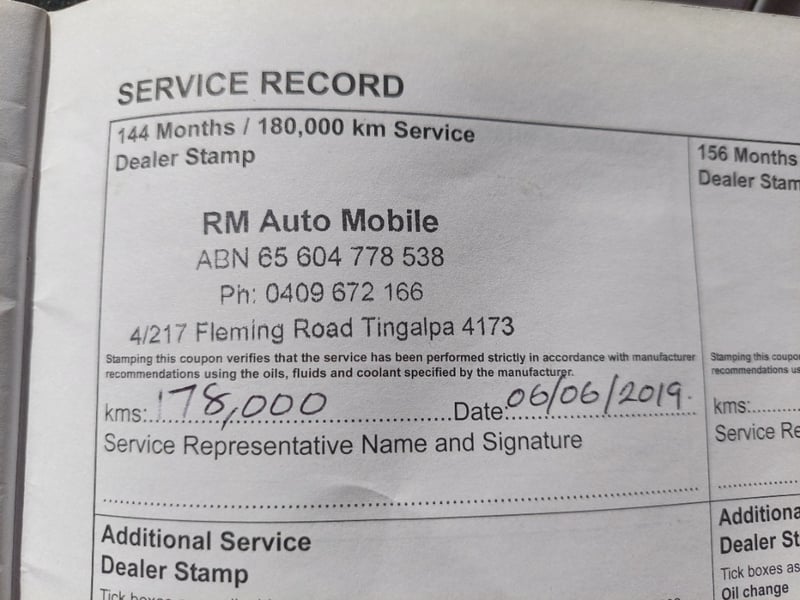 SERVICE RECORD
144 Months / 180,000 km Service
Dealer Stamp
RM Auto Mobile
ABN 65 604 778 538
Ph: 0409 672 166
4/217 Fleming Road Tingalpa 4173
Stamping this coupon verifies that the service has been performed strictly in accordance with manufacturer
recommendations using the oils, fluids and coolant specified by the manufacturer.
kms: 178,000 Date: 06/06/2019.
Service Representative Name and Signature
Additional Service
Dealer Stamp
Tick
156 Months
Dealer
Stamping this
recommendations
kms:
Service
Dealer
Tick boxes as
Oil change